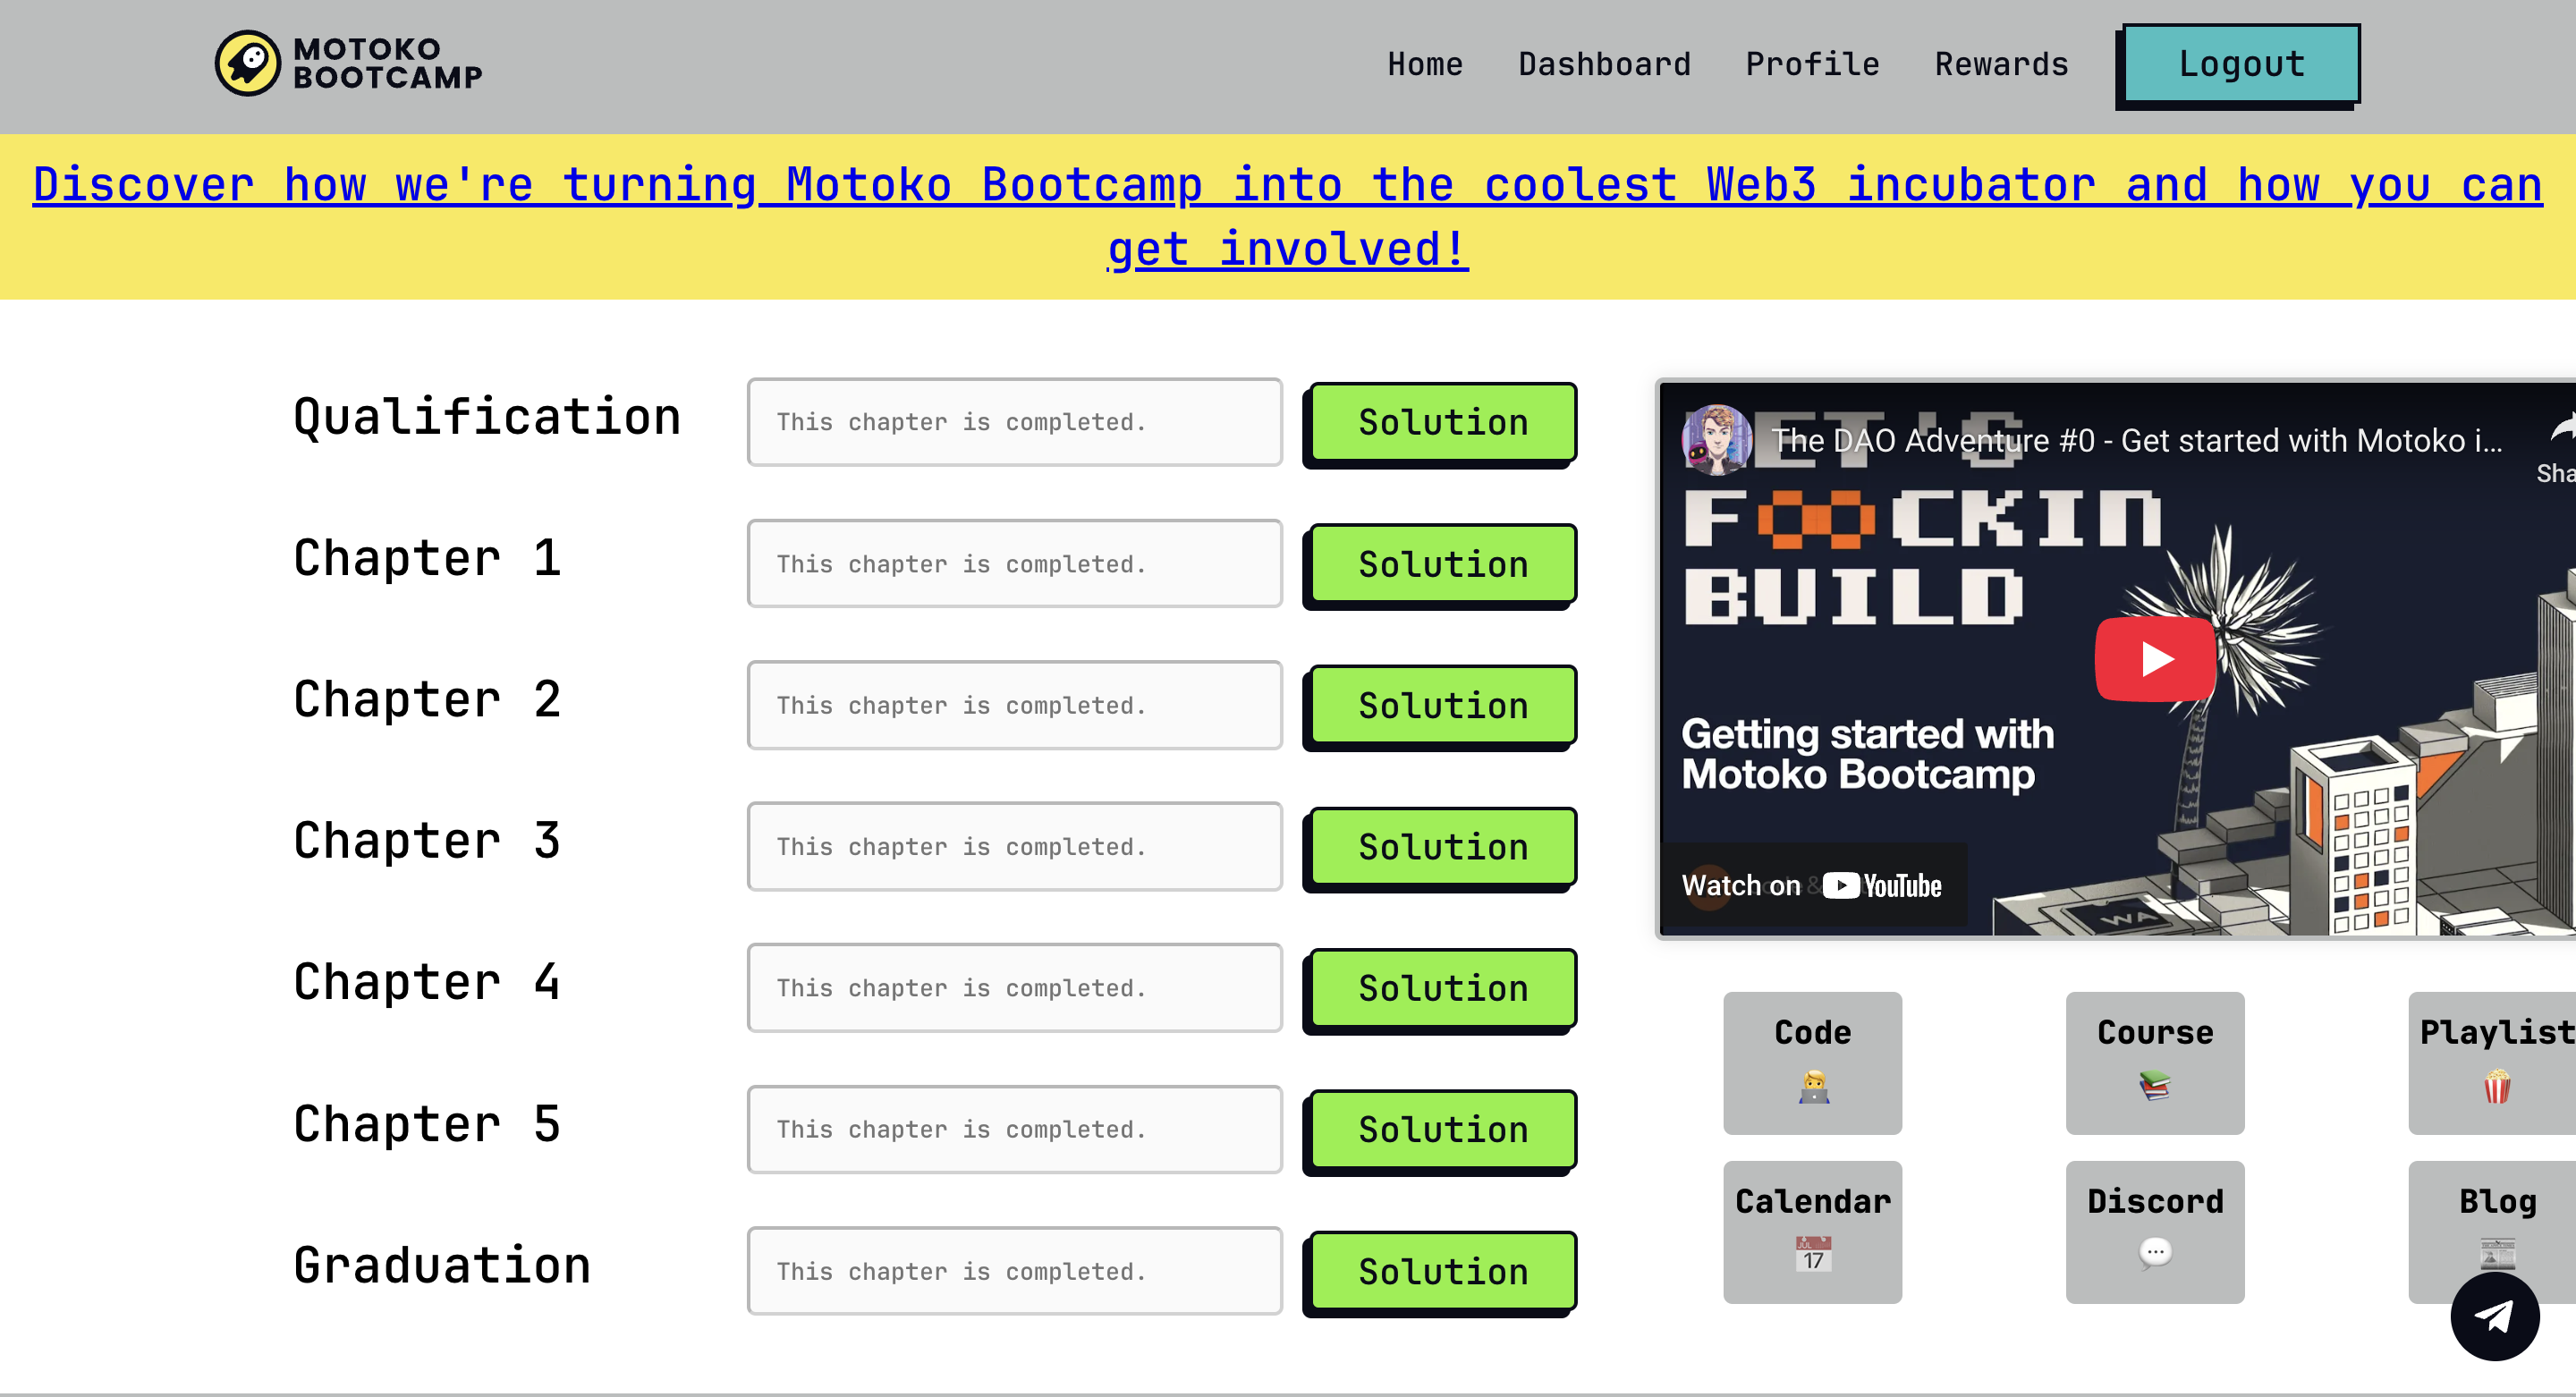 MOTOKO
BOOTCAMP
Home
Dashboard
Profile
Rewards
Logout
Discover how we're turning Motoko Bootcamp into the coolest Web3 incubator and how you can
get involved!
Qualification
This chapter is completed.
Solution
Chapter 1
This chapter is completed.
Solution
Chapter 2
This chapter is completed.
Solution
Chapter 3
This chapter is completed.
Solution
Chapter 4
This chapter is completed.
Solution
Chapter 5
This chapter is completed.
Solution
Graduation
This chapter is completed.
Solution
LET'S
The DAO Adventure #0 - Get started with Motoko i...
Sha
FOOCKIN
BUILD
Getting started with
Motoko Bootcamp
Watch on YouTube
WA
Code
Course
Playlist
Calendar
JUL
17
Discord
Blog